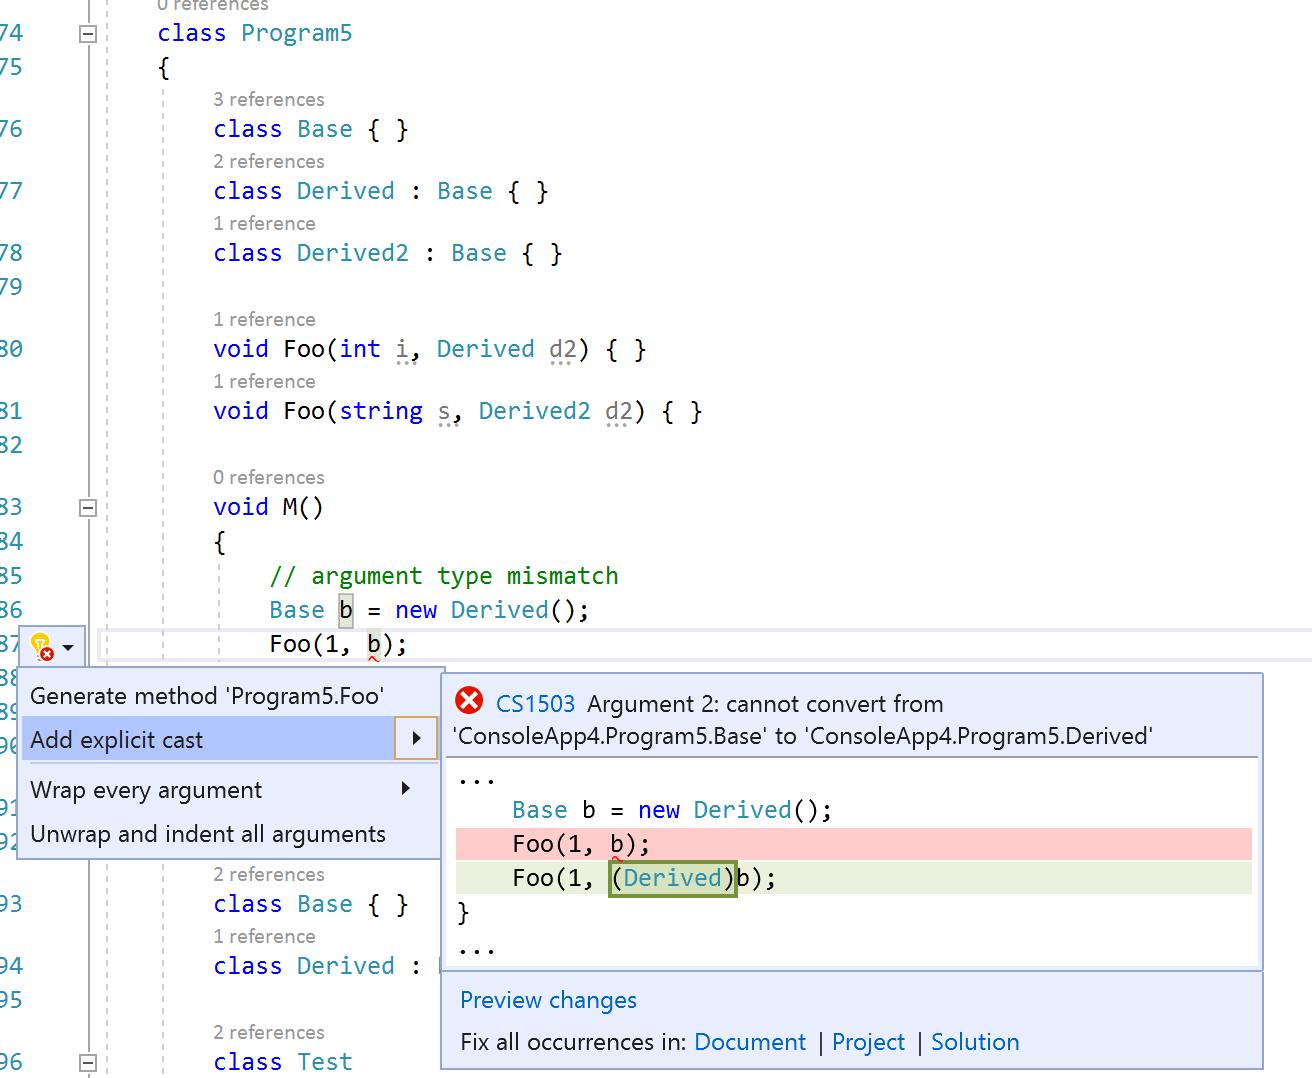 0 references
74 class Program5
75 {
3 references
76 class Base { }
2 references
77 class Derived : Base { }
1 reference
78 class Derived2 : Base { }
79
1 reference
80 void Foo(int i, Derived d2) { }
1 reference
81 void Foo(string s, Derived2 d2) { }
82
0 references
83 void M()
84 {
85 // argument type mismatch
86 Base b = new Derived();
87 Foo(1, b);
88
Generate method 'Program5.Foo'
89
Add explicit cast
90
Wrap every argument
91
Unwrap and indent all arguments
92
CS1503 Argument 2: cannot convert from
'ConsoleApp4.Program5.Base' to 'ConsoleApp4.Program5.Derived'
...
Base b = new Derived();
Foo(1, b);
Foo(1, (Derived)b);
}
...
Preview changes
Fix all occurrences in: Document | Project | Solution
2 references
93 class Base { }
1 reference
94 class Derived :
95
2 references
96 class Test